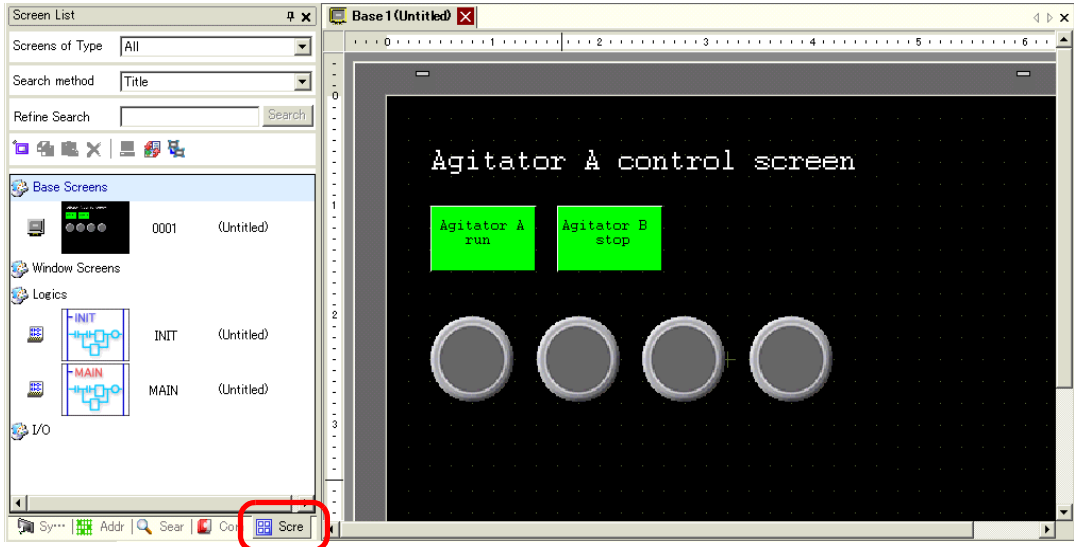 Screen List
Screens of Type All
Search method Title
Refine Search Search
Base Screens
0001 (Untitled)
Window Screens
Logics
INIT
INIT (Untitled)
MAIN
MAIN (Untitled)
I/O
Sy… Addr Sear Con Scre
Base 1 (Untitled)
0 1 2 3 4 5 6
0
1
2
3
Agitator A control screen
Agitator A
run
Agitator B
stop